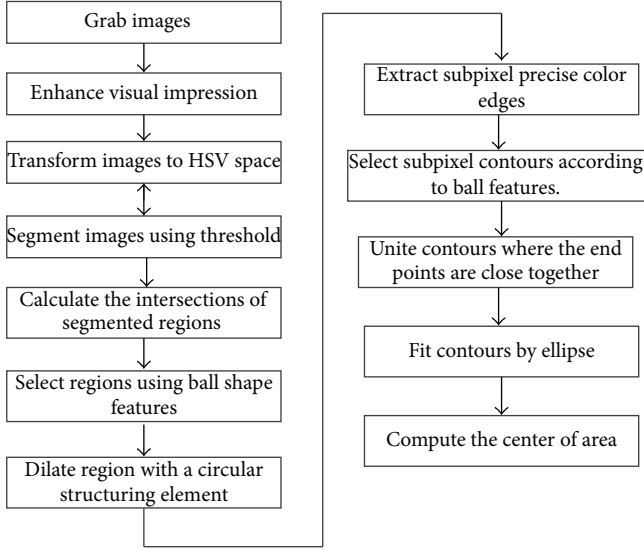 Grab images
Enhance visual impression
Transform images to HSV space
Segment images using threshold
Calculate the intersections of
segmented regions
Select regions using ball shape
features
Dilate region with a circular
structuring element
Extract subpixel precise color
edges
Select subpixel contours according
to ball features.
Unite contours where the end
points are close together
Fit contours by ellipse
Compute the center of area